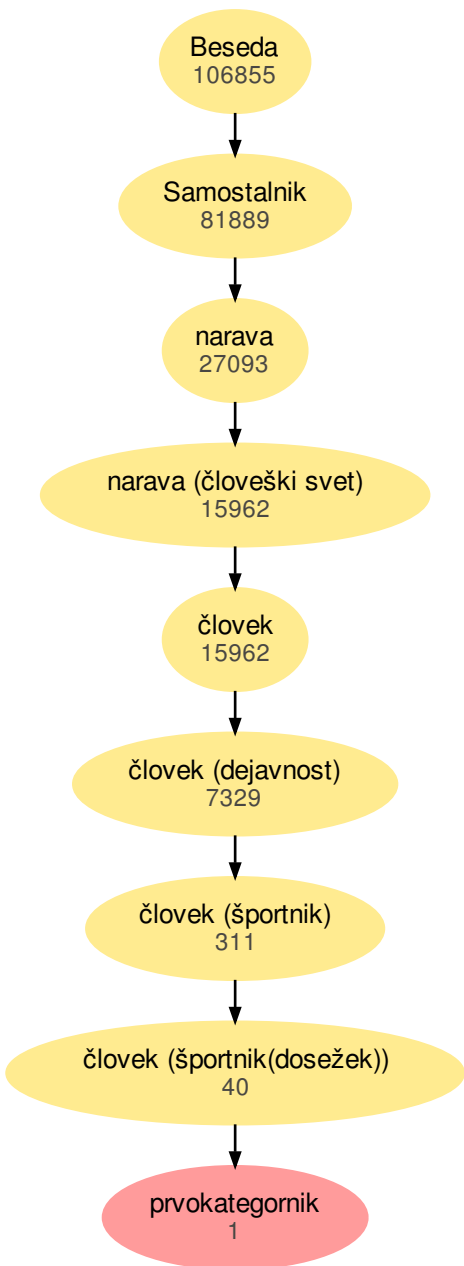 Beseda
106855
Samostalnik
81889
narava
27093
narava (človeški svet)
15962
človek
15962
človek (dejavnost)
7329
človek (športnik)
311
človek (športnik(dosežek))
40
prvokategornik
1